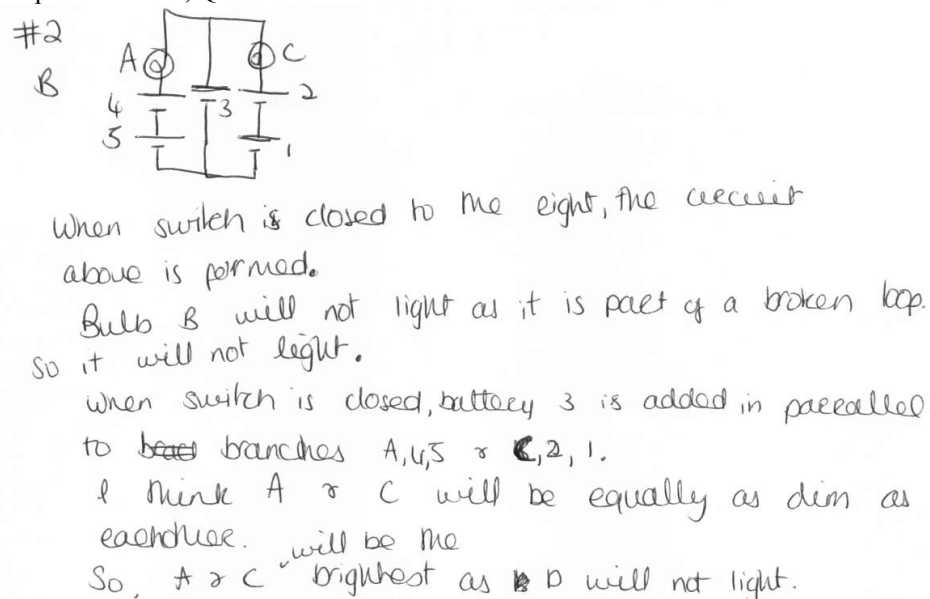 #2
A C
B
4 3 2
5 1
When switch is closed to the right, the circuit
above is formed.
Bulb B will not light as it is part of a broken loop.
So it will not light.
When switch is closed, battery 3 is added in parrallel
to branches A,4,5 & C,2,1.
I think A & C will be equally as dim as
eachother.
will be the
So, A & C brighest as D will not light.